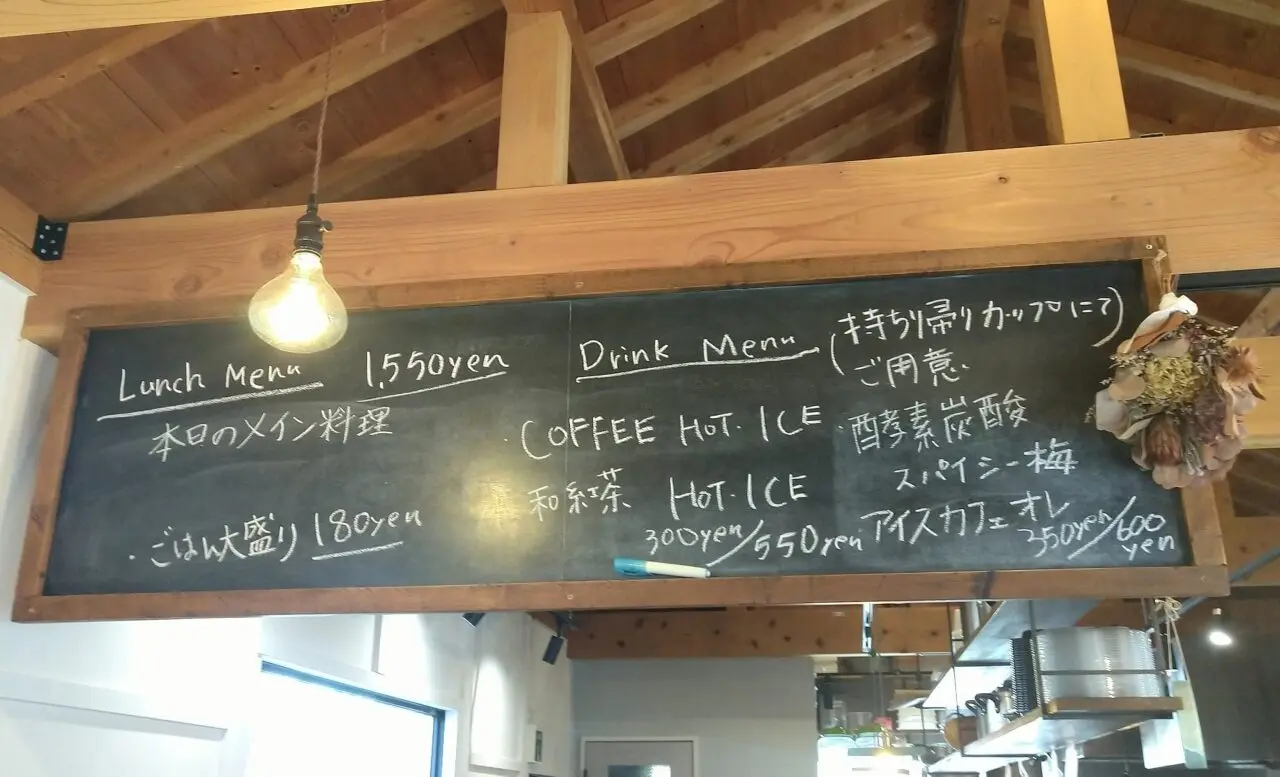 Lunch Menu 1,550yen
本日のメイン料理
・ごはん大盛り 180yen
Drink Menu (持ち帰りカップにて)
ご用意
・COFFEE HOT・ICE
和紅茶 HOT・ICE
300yen/550yen
・酵素炭酸
スパイシー梅
アイスカフェオレ
350yen/600yen